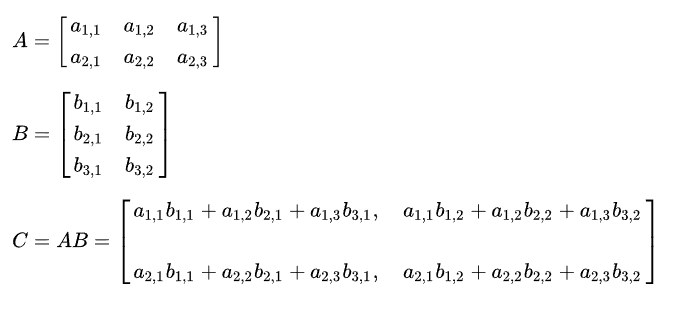 A = [ a_{1,1} a_{1,2} a_{1,3}
a_{2,1} a_{2,2} a_{2,3} ]
B = [ b_{1,1} b_{1,2}
b_{2,1} b_{2,2}
b_{3,1} b_{3,2} ]
C = AB = [ a_{1,1}b_{1,1} + a_{1,2}b_{2,1} + a_{1,3}b_{3,1}, a_{1,1}b_{1,2} + a_{1,2}b_{2,2} + a_{1,3}b_{3,2}
a_{2,1}b_{1,1} + a_{2,2}b_{2,1} + a_{2,3}b_{3,1}, a_{2,1}b_{1,2} + a_{2,2}b_{2,2} + a_{2,3}b_{3,2} ]